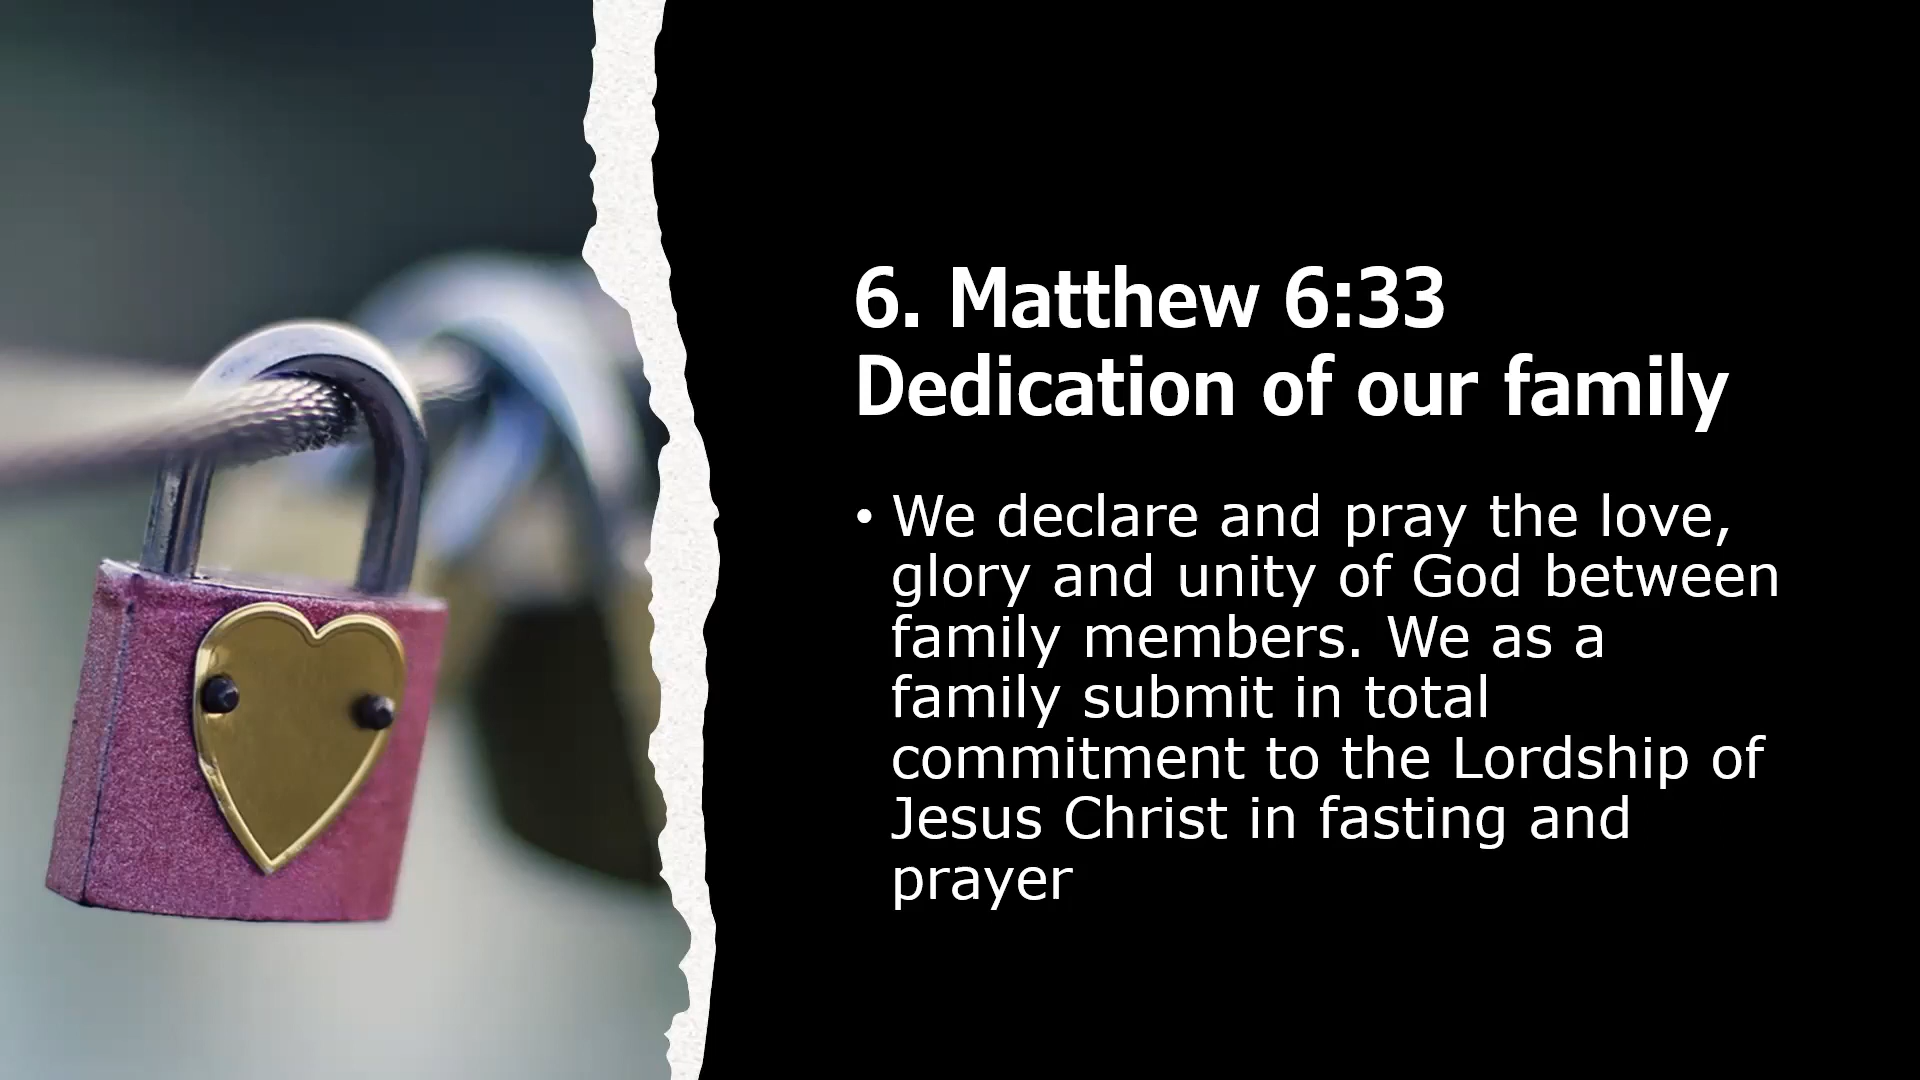 6. Matthew 6:33
Dedication of our family
• We declare and pray the love,
glory and unity of God between
family members. We as a
family submit in total
commitment to the Lordship of
Jesus Christ in fasting and
prayer